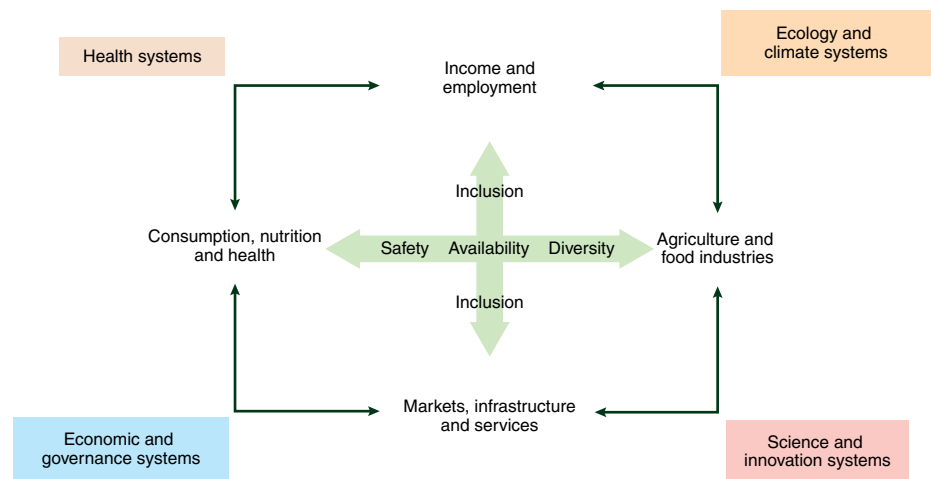 Health systems
Ecology and
climate systems
Income and
employment
Inclusion
Consumption, nutrition
and health
Safety Availability Diversity
Agriculture and
food industries
Inclusion
Markets, infrastructure
and services
Economic and
governance systems
Science and
innovation systems